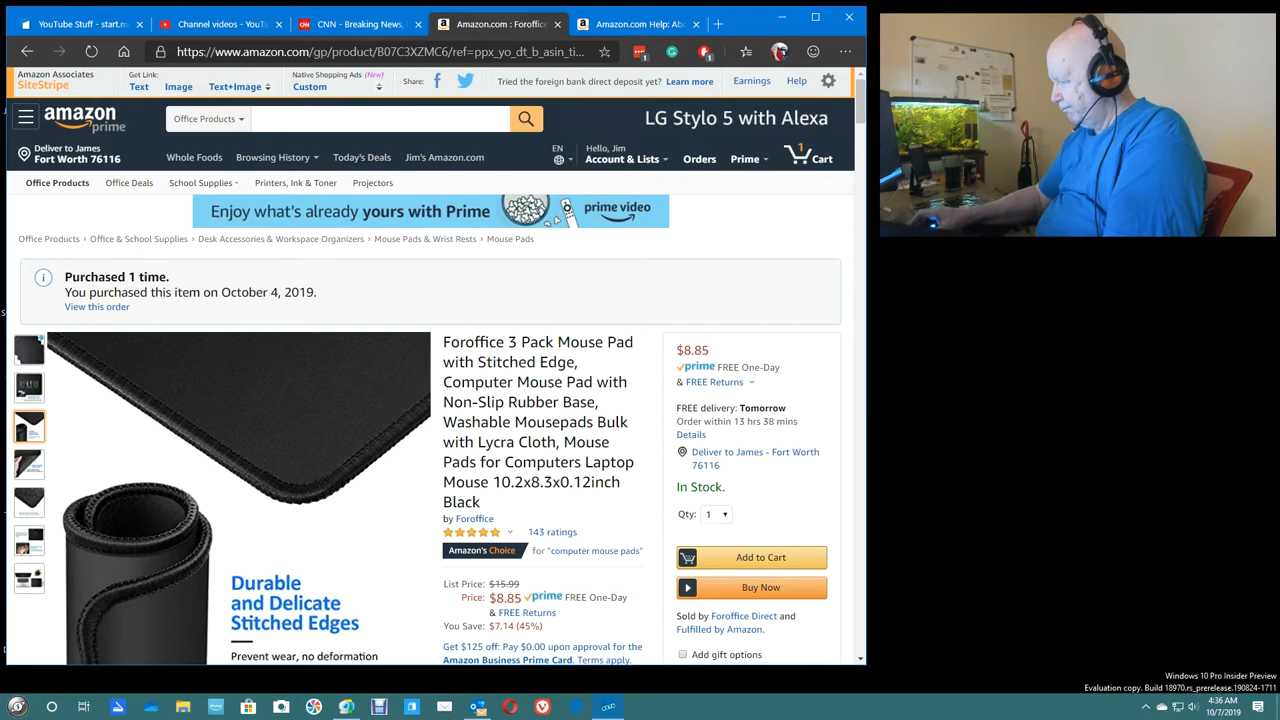 YouTube Stuff - start.m
Channel videos - YouTu
CNN - Breaking News,
Amazon.com : Foroffice
Amazon.com Help: Ab
https://www.amazon.com/gp/product/B07C3XZMC6/ref=ppx_yo_dt_b_asin_ti...
Amazon Associates
SiteStripe
Get Link:
Text
Image
Text+Image
Native Shopping Ads (New)
Custom
Share:
Tried the foreign bank direct deposit yet? Learn more
Earnings
Help
amazon
prime
Office Products
LG Stylo 5 with Alexa
Deliver to James
Fort Worth 76116
Whole Foods
Browsing History
Today's Deals
Jim's Amazon.com
EN
Hello, Jim
Account & Lists
Orders
Prime
1
Cart
Office Products
Office Deals
School Supplies
Printers, Ink & Toner
Projectors
Enjoy what's already yours with Prime
prime video
Office Products › Office & School Supplies › Desk Accessories & Workspace Organizers › Mouse Pads & Wrist Rests › Mouse Pads
Purchased 1 time.
You purchased this item on October 4, 2019.
View this order
Durable
and Delicate
Stitched Edges
Prevent wear, no deformation
Foroffice 3 Pack Mouse Pad
with Stitched Edge,
Computer Mouse Pad with
Non-Slip Rubber Base,
Washable Mousepads Bulk
with Lycra Cloth, Mouse
Pads for Computers Laptop
Mouse 10.2x8.3x0.12inch
Black
by Foroffice
143 ratings
Amazon's Choice for "computer mouse pads"
List Price: $15.99
Price: $8.85 prime FREE One-Day
& FREE Returns
You Save: $7.14 (45%)
Get $125 off: Pay $0.00 upon approval for the
Amazon Business Prime Card. Terms apply.
$8.85
prime FREE One-Day
& FREE Returns
FREE delivery: Tomorrow
Order within 13 hrs 38 mins
Details
Deliver to James - Fort Worth
76116
In Stock.
Qty: 1
Add to Cart
Buy Now
Sold by Foroffice Direct and
Fulfilled by Amazon.
Add gift options
Windows 10 Pro Insider Preview
Evaluation copy. Build 18970.rs_prerelease.190824-1711
4:36 AM
10/7/2019